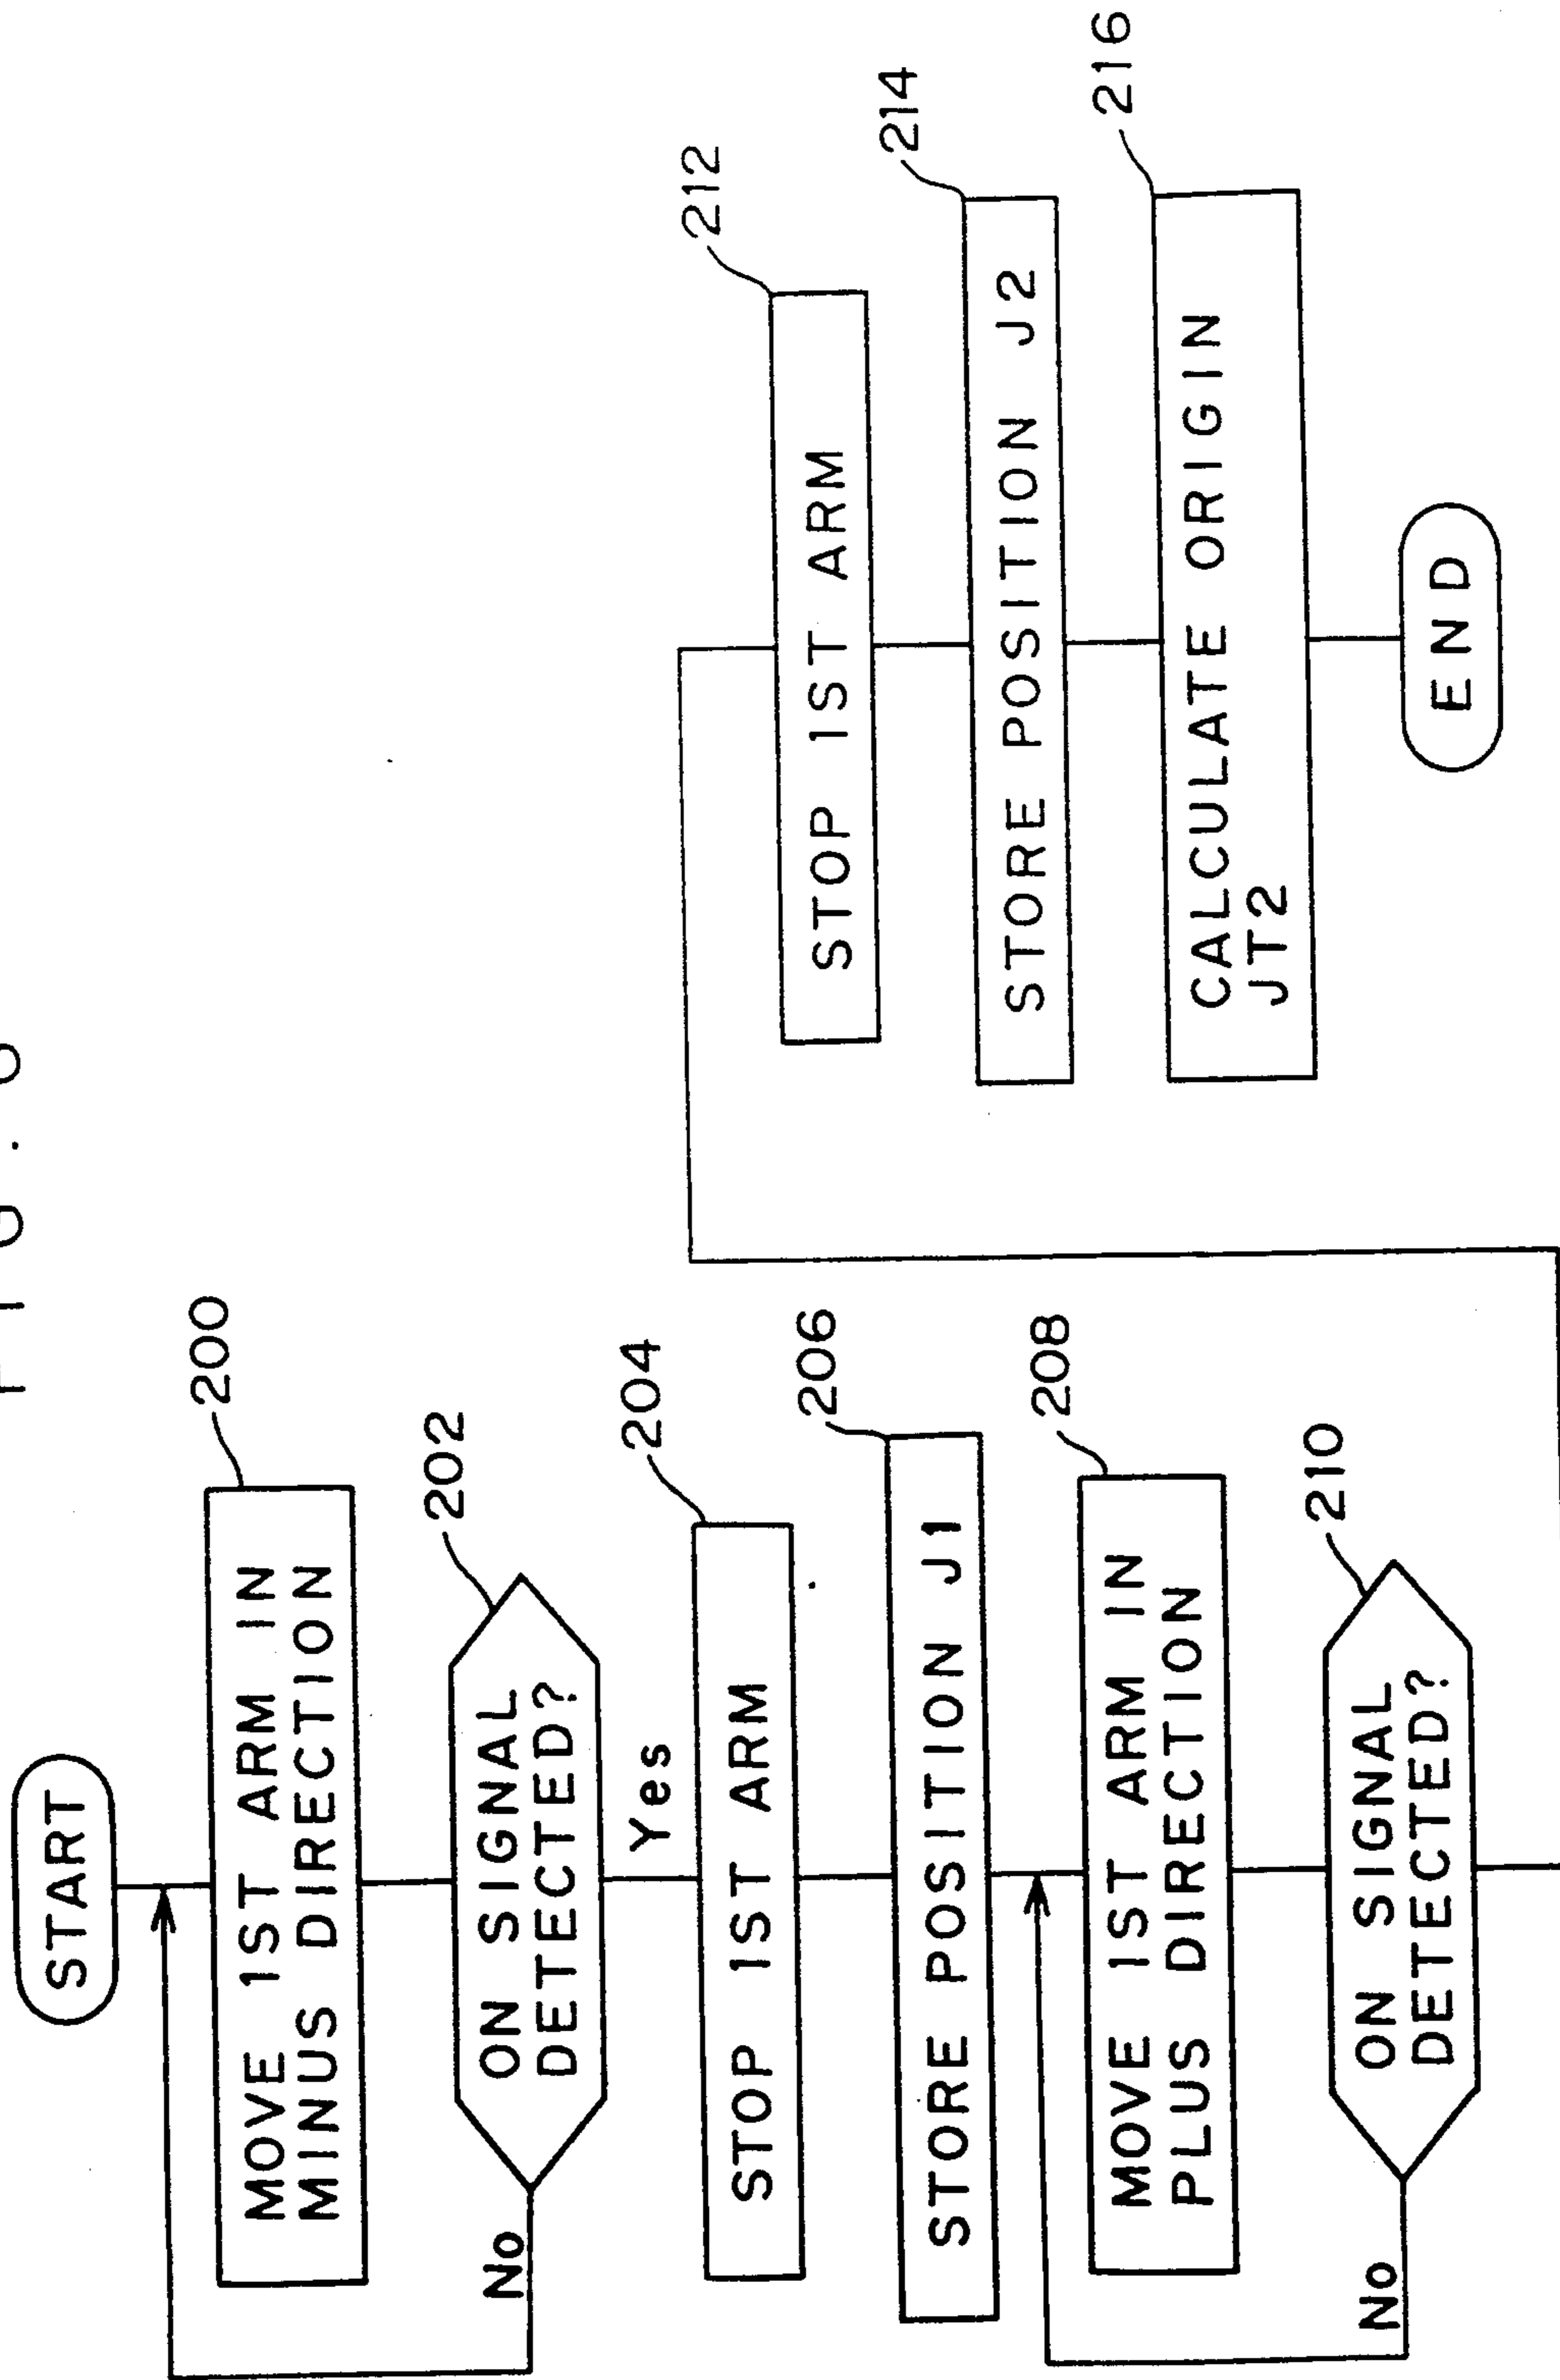 START
200
MOVE 1ST ARM IN
MINUS DIRECTION
202
ON SIGNAL
DETECTED?
No
Yes
204
STOP 1ST ARM
206
STORE POSITION J1
208
MOVE 1ST ARM IN
PLUS DIRECTION
210
ON SIGNAL
DETECTED?
No
212
STOP 1ST ARM
214
STORE POSITION J2
216
CALCULATE ORIGIN
JT2
END